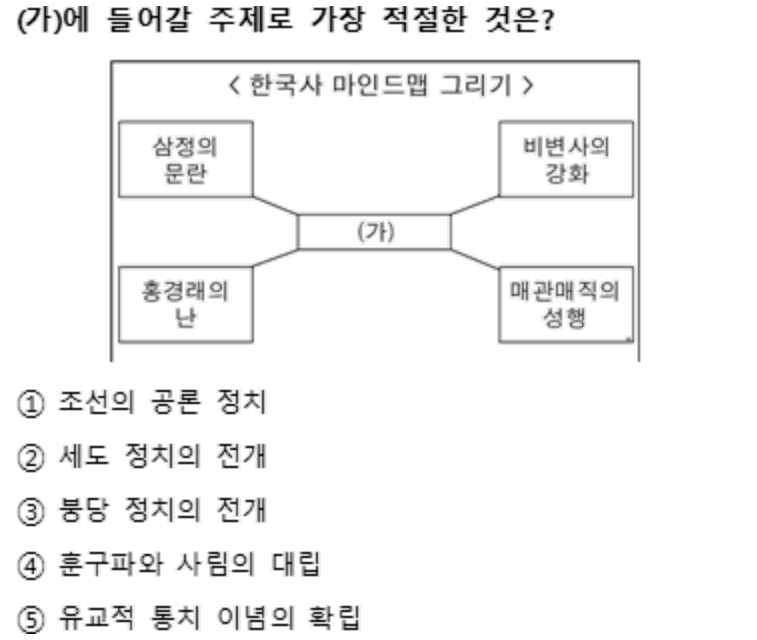 (가)에 들어갈 주제로 가장 적절한 것은?
< 한국사 마인드맵 그리기 >
삼정의
문란
비변사의
강화
(가)
홍경래의
난
매관매직의
성행
① 조선의 공론 정치
② 세도 정치의 전개
③ 붕당 정치의 전개
④ 훈구파와 사림의 대립
⑤ 유교적 통치 이념의 확립